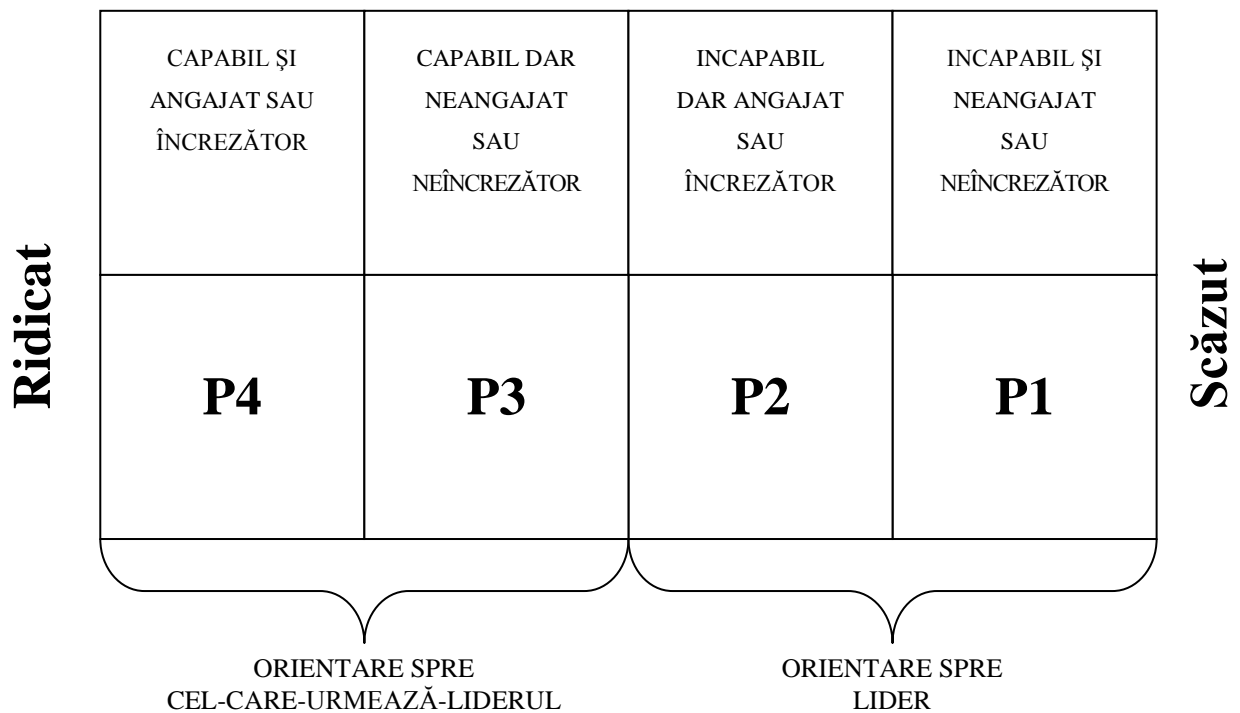 CAPABIL ŞI
ANGAJAT SAU
ÎNCREZĂTOR
CAPABIL DAR
NEANGAJAT
SAU
NEÎNCREZĂTOR
INCAPABIL
DAR ANGAJAT
SAU
ÎNCREZĂTOR
INCAPABIL ŞI
NEANGAJAT
SAU
NEÎNCREZĂTOR
Ridicat
P4
P3
P2
P1
Scăzut
ORIENTARE SPRE
CEL-CARE-URMEAZĂ-LIDERUL
ORIENTARE SPRE
LIDER